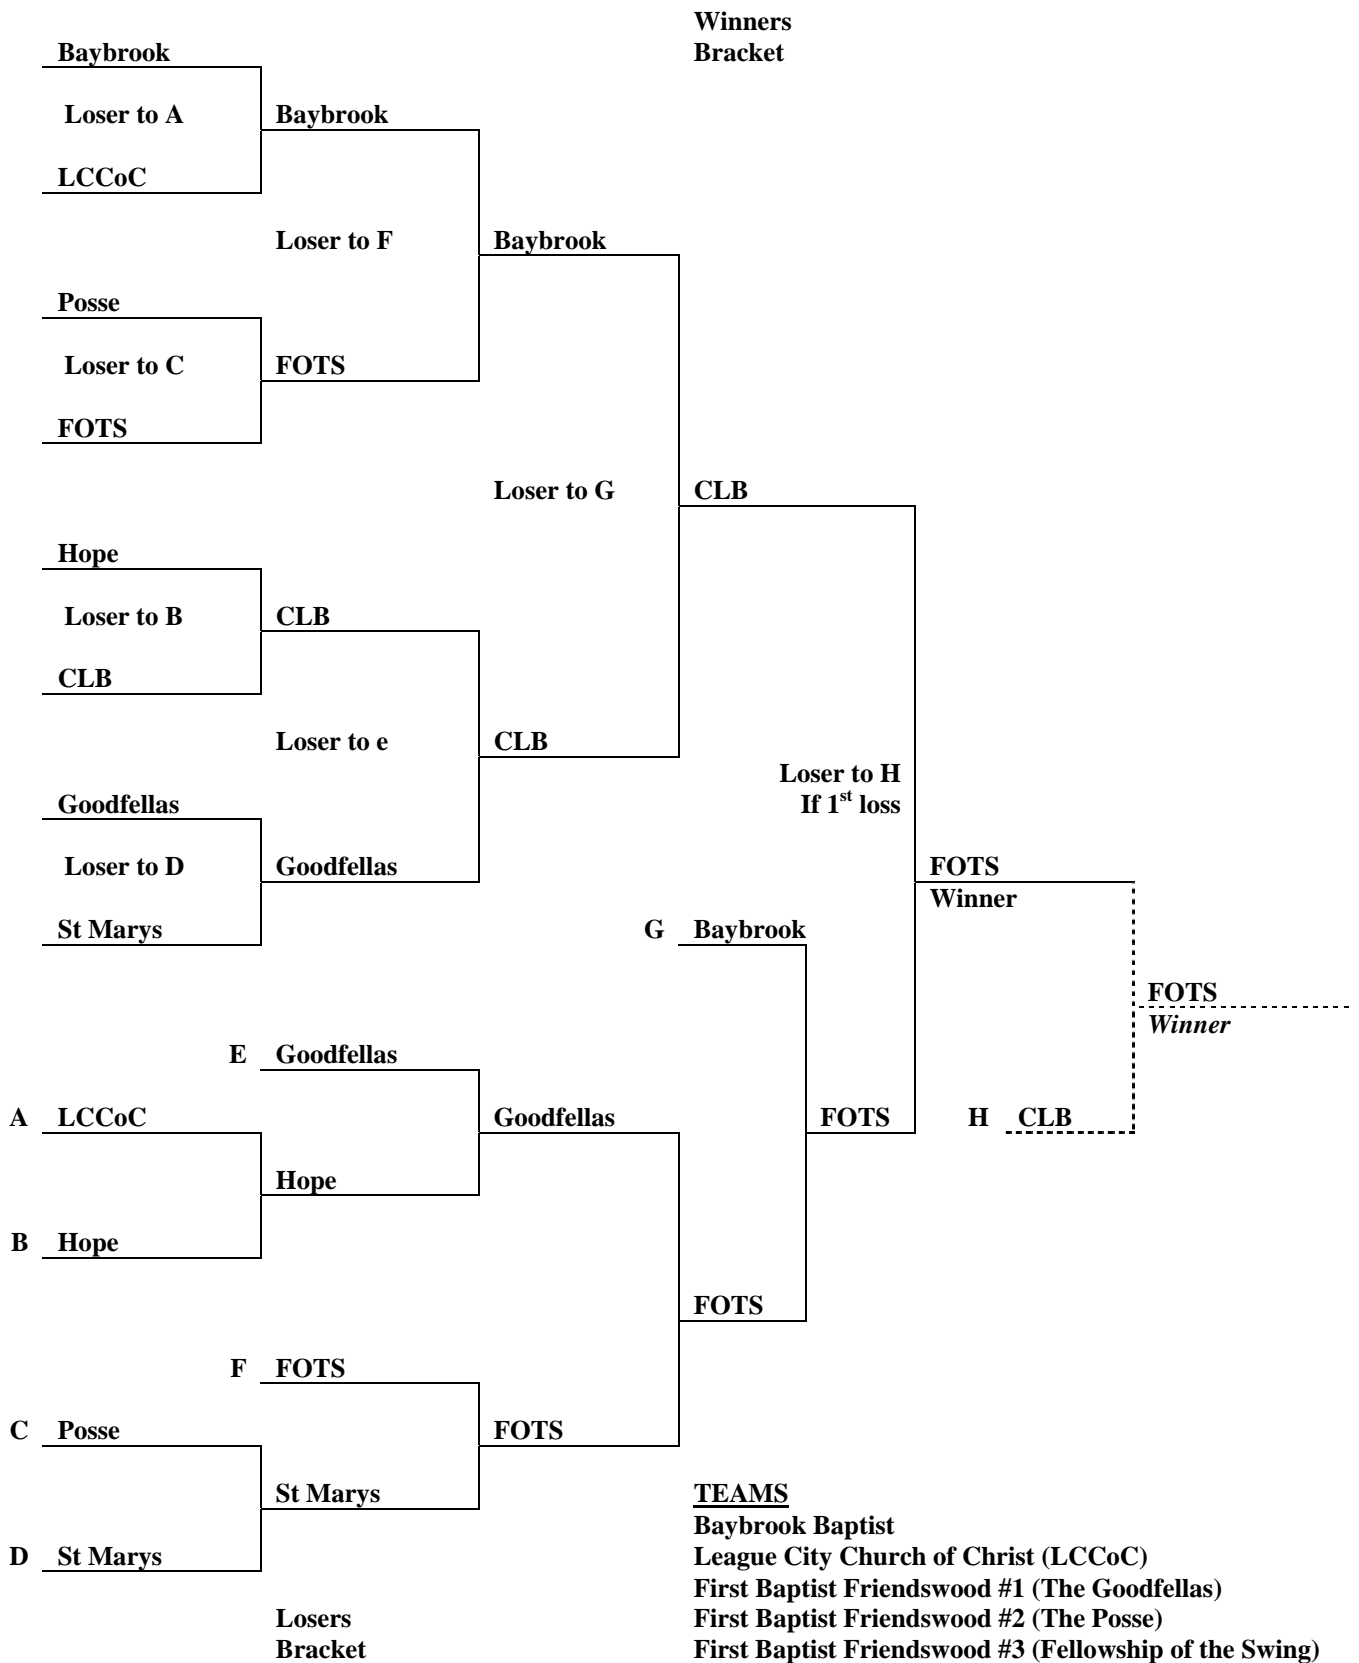 Winners
Bracket
Baybrook
Loser to A
Baybrook
LCCoC
Loser to F
Baybrook
Posse
Loser to C
FOTS
FOTS
Loser to G
CLB
Hope
Loser to B
CLB
CLB
Loser to e
CLB
Loser to H
If 1st loss
Goodfellas
Loser to D
Goodfellas
FOTS
Winner
St Marys
G Baybrook
FOTS
Winner
E Goodfellas
A LCCoC
Goodfellas
FOTS
H CLB
Hope
B Hope
FOTS
F FOTS
C Posse
FOTS
St Marys
D St Marys
TEAMS
Baybrook Baptist
League City Church of Christ (LCCoC)
First Baptist Friendswood #1 (The Goodfellas)
First Baptist Friendswood #2 (The Posse)
First Baptist Friendswood #3 (Fellowship of the Swing)
Losers
Bracket